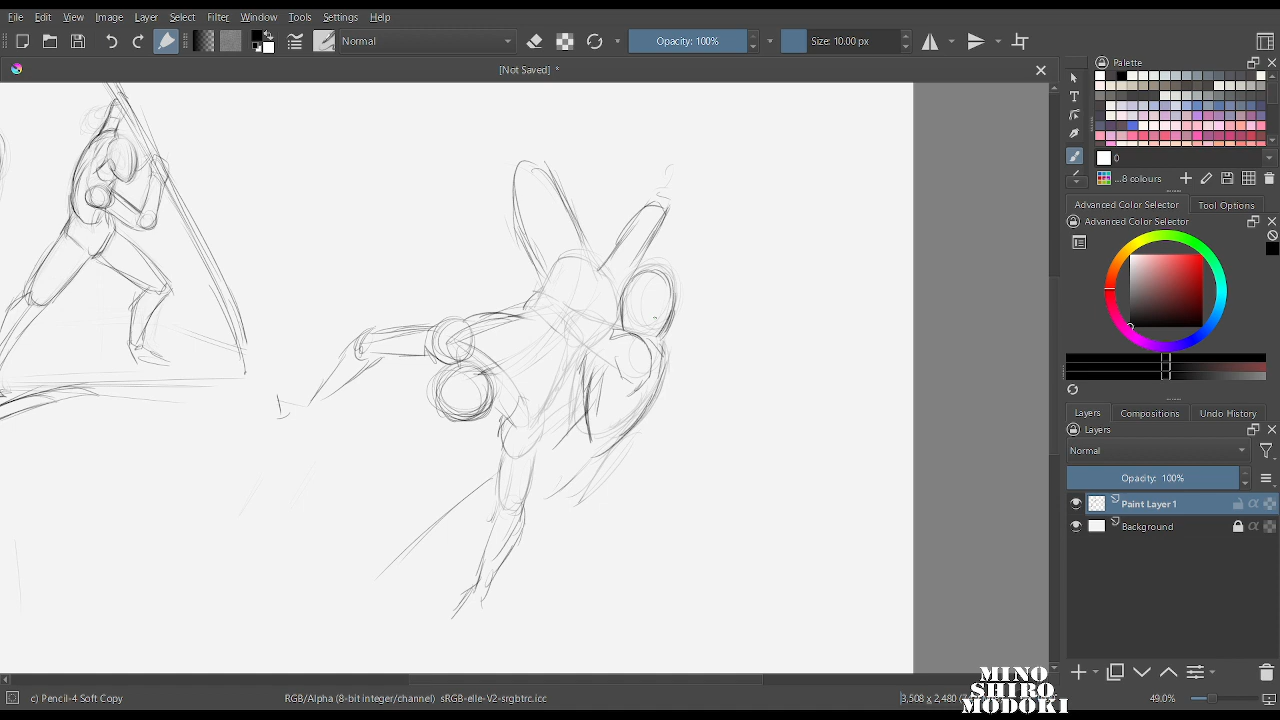 File Edit View Image Layer Select Filter Window Tools Settings Help
Normal Opacity: 100% Size: 10.00 px
[Not Saved] *
Palette
0
...8 colours
Advanced Color Selector Tool Options
Advanced Color Selector
Layers Compositions Undo History
Layers
Normal
Opacity: 100%
Paint Layer 1
Background
c) Pencil-4 Soft Copy RGB/Alpha (8-bit integer/channel) sRGB-elle-V2-srgbtrc.icc 3,508 x 2,480 49.0%
MINO
SHIRO
MODOKI